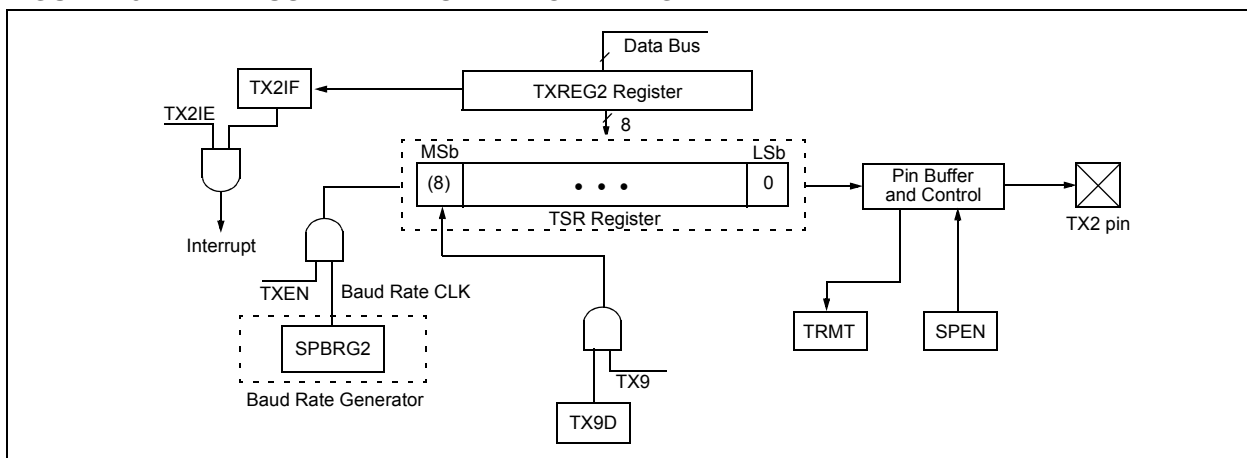 Data Bus
TX2IF
TXREG2 Register
TX2IE
8
MSb
LSb
(8)
• • •
0
Pin Buffer
and Control
TSR Register
TX2 pin
Interrupt
TXEN
Baud Rate CLK
TRMT
SPEN
SPBRG2
TX9
Baud Rate Generator
TX9D